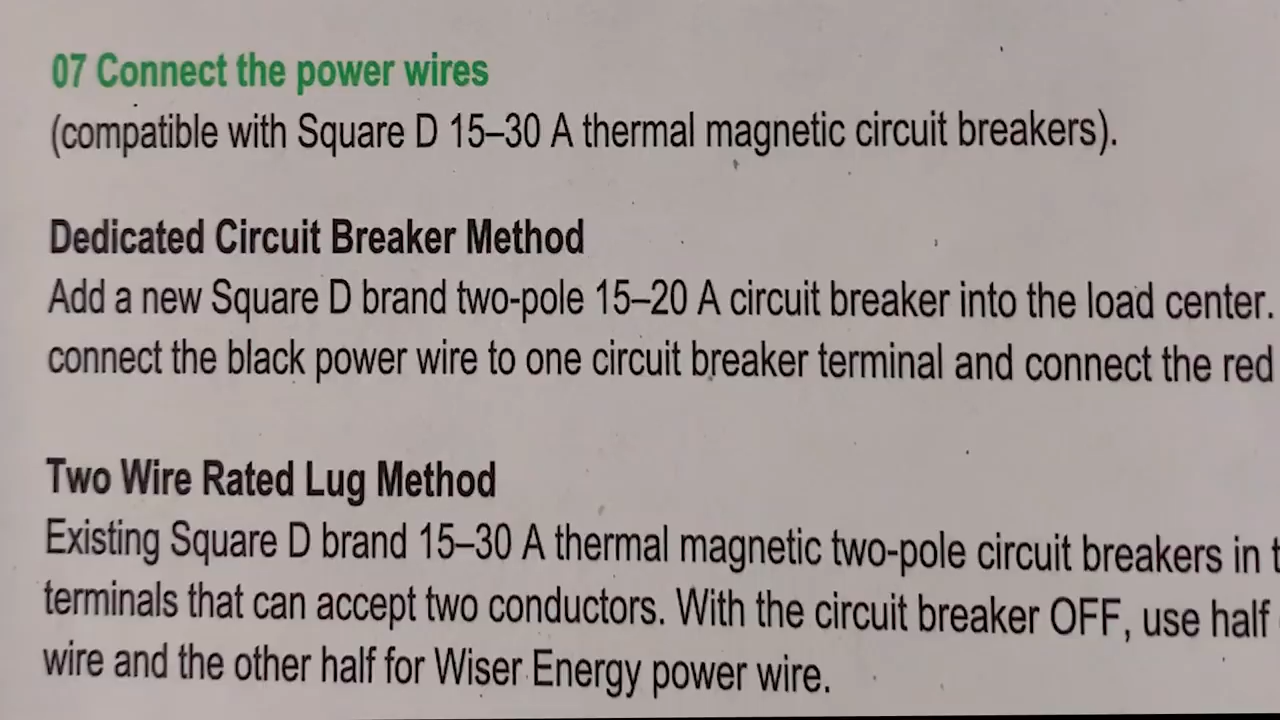 07 Connect the power wires
(compatible with Square D 15–30 A thermal magnetic circuit breakers).
Dedicated Circuit Breaker Method
Add a new Square D brand two-pole 15–20 A circuit breaker into the load center.
connect the black power wire to one circuit breaker terminal and connect the red
Two Wire Rated Lug Method
Existing Square D brand 15–30 A thermal magnetic two-pole circuit breakers in
terminals that can accept two conductors. With the circuit breaker OFF, use half
wire and the other half for Wiser Energy power wire.